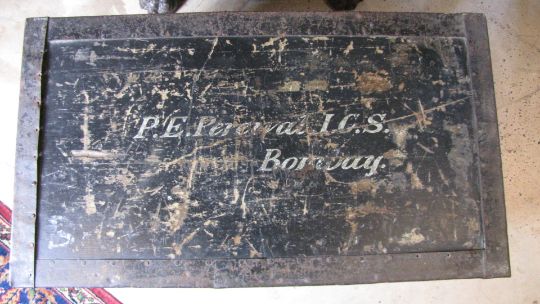 P.E. Percival I.C.S.
Bombay.